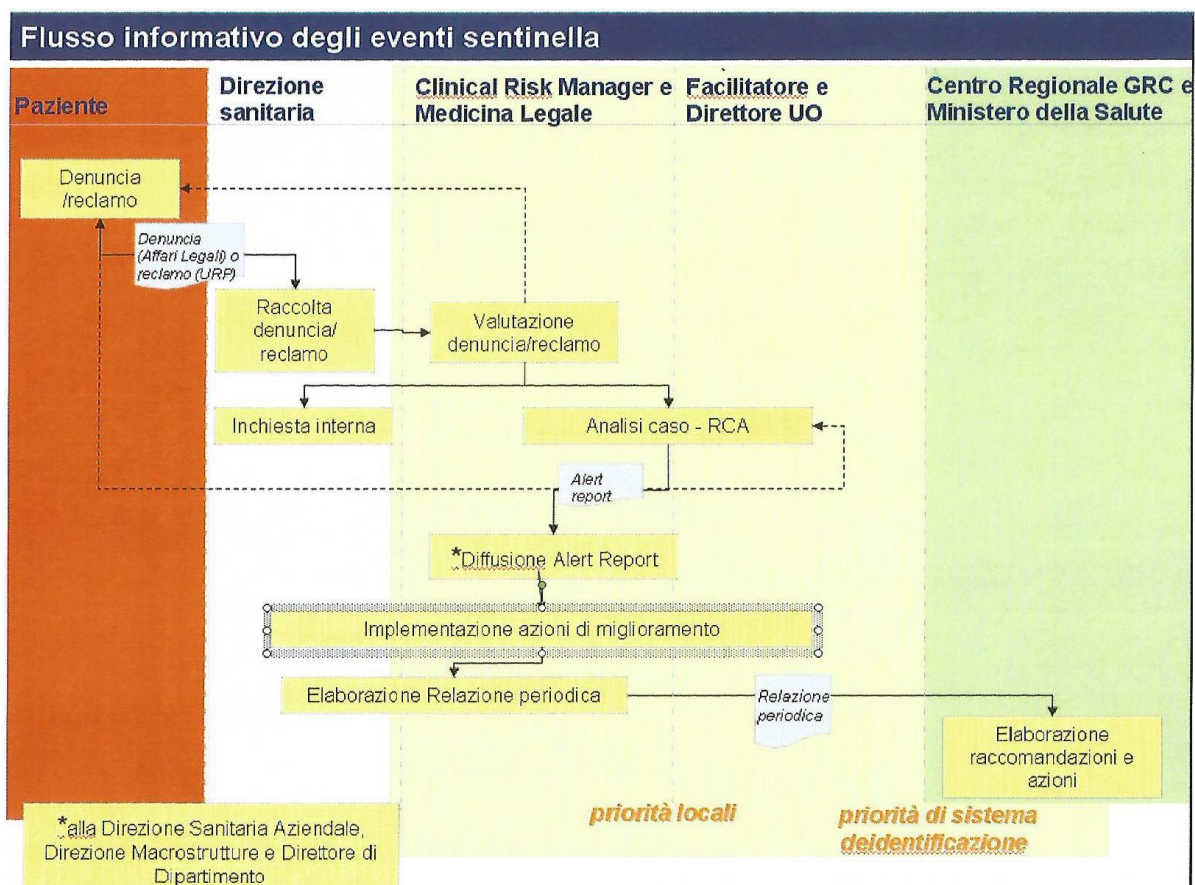 Flusso informativo degli eventi sentinella
Paziente
Direzione
sanitaria
Clinical Risk Manager e
Medicina Legale
Facilitatore e
Direttore UO
Centro Regionale GRC e
Ministero della Salute
Denuncia
/reclamo
Denuncia
(Affari Legali) o
reclamo (URP)
Raccolta
denuncia/
reclamo
Valutazione
denuncia/reclamo
Inchiesta interna
Analisi caso - RCA
Alert
report
*Diffusione Alert Report
Implementazione azioni di miglioramento
Elaborazione Relazione periodica
Relazione
periodica
Elaborazione
raccomandazioni e
azioni
priorità locali
priorità di sistema
deidentificazione
*alla Direzione Sanitaria Aziendale,
Direzione Macrostrutture e Direttore di
Dipartimento